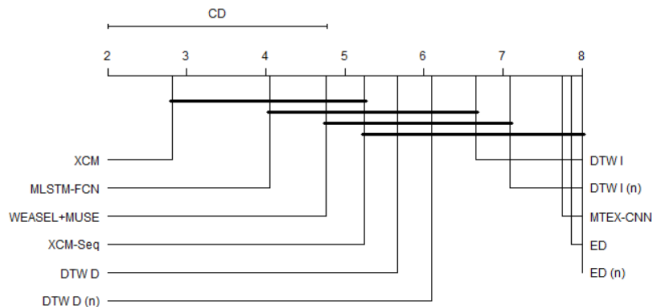 CD
2 3 4 5 6 7 8
XCM DTW I
MLSTM-FCN DTW I (n)
WEASEL+MUSE MTEX-CNN
XCM-Seq ED
DTW D ED (n)
DTW D (n)